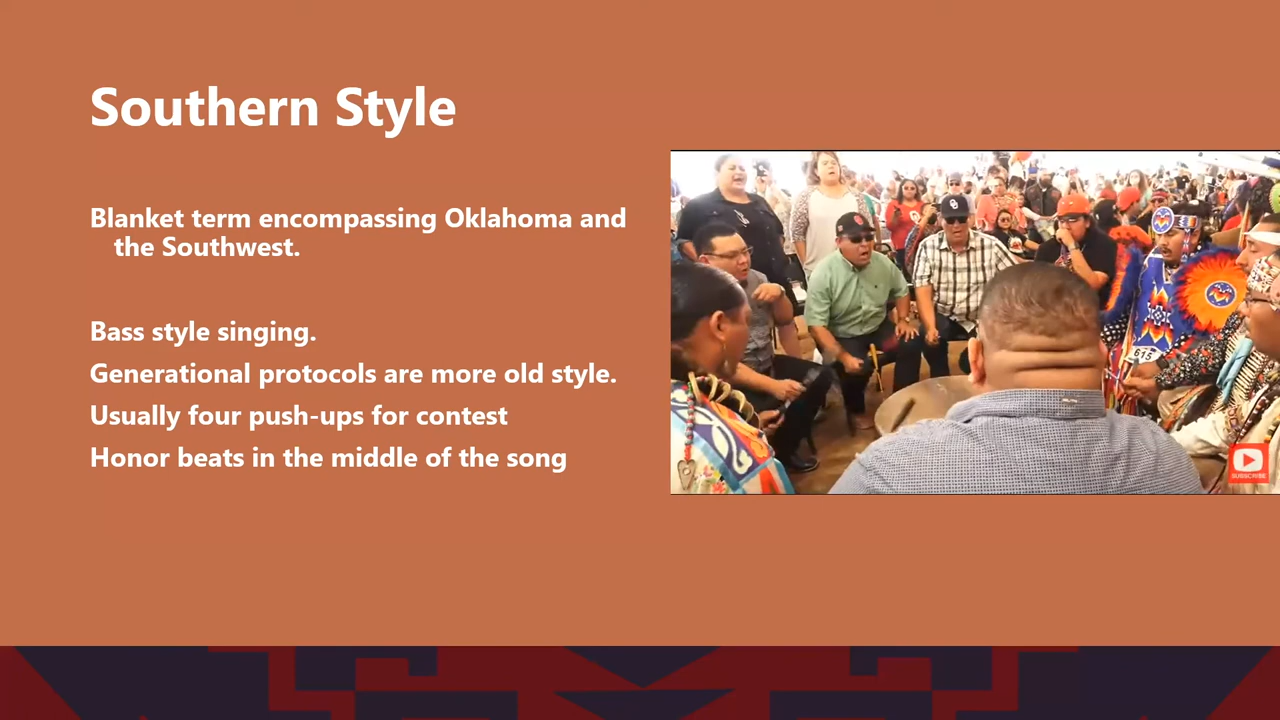 Southern Style
Blanket term encompassing Oklahoma and
the Southwest.
Bass style singing.
Generational protocols are more old style.
Usually four push-ups for contest
Honor beats in the middle of the song
675
SUBSCRIBE